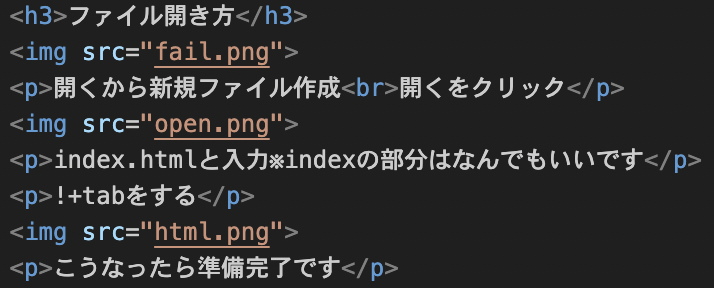 <h3>ファイル開き方</h3>
<img src="fail.png">
<p>開くから新規ファイル作成<br>開くをクリック</p>
<img src="open.png">
<p>index.htmlと入力※indexの部分はなんでもいいです</p>
<p>!+tabをする</p>
<img src="html.png">
<p>こうなったら準備完了です</p>